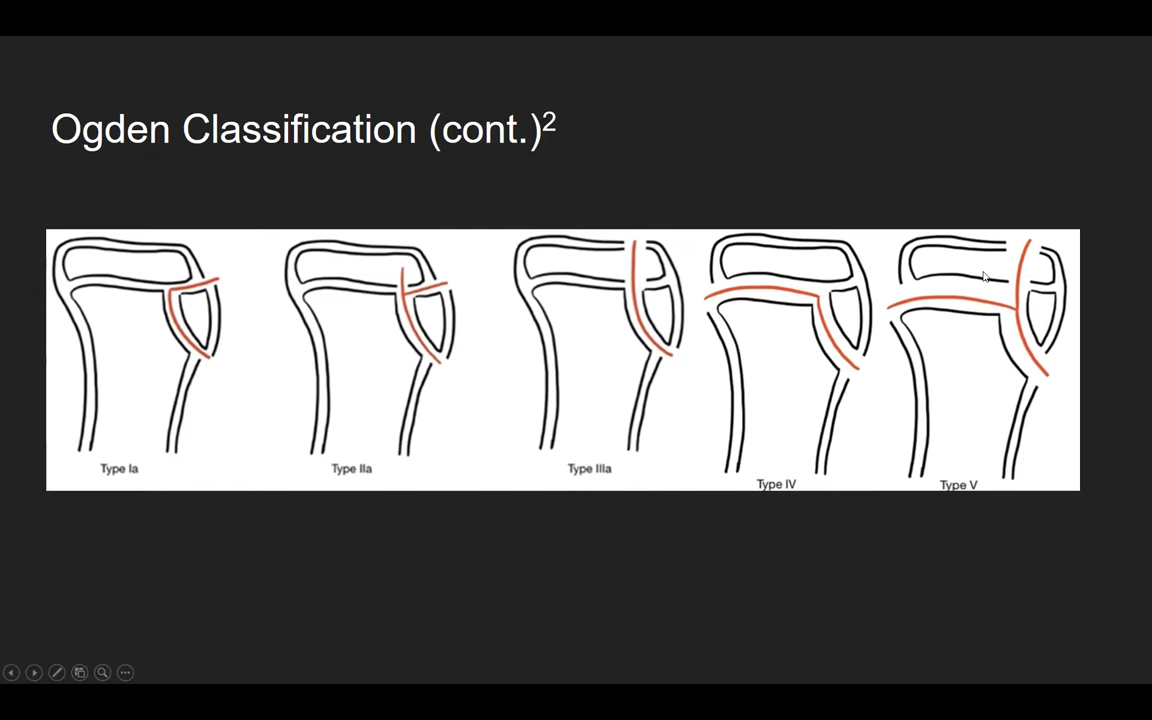 Ogden Classification (cont.)²
Type Ia
Type IIa
Type IIIa
Type IV
Type V